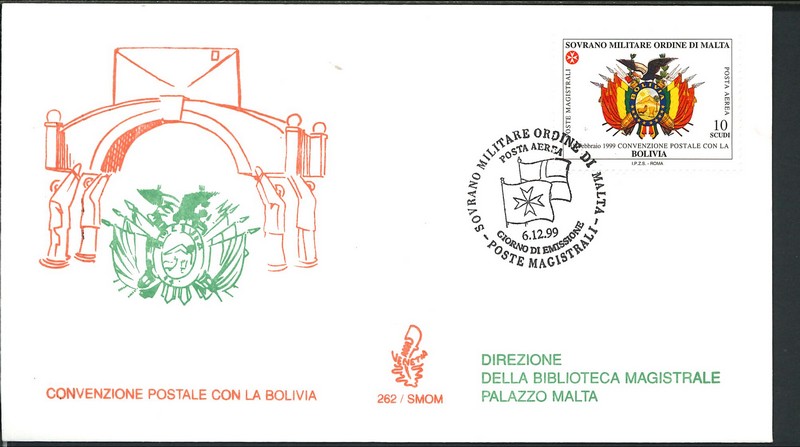 SOVRANO MILITARE ORDINE DI MALTA
POSTE MAGISTRALI
POSTA AEREA
10
SCUDI
1999 CONVENZIONE POSTALE CON LA
BOLIVIA
I.P.Z.S. - ROMA
SOVRANO MILITARE ORDINE DI MALTA
POSTA AEREA
6.12.99
GIORNO DI EMISSIONE
- POSTE MAGISTRALI -
BOLIVIA
CONVENZIONE POSTALE CON LA BOLIVIA
VENETIA
262 / SMOM
DIREZIONE
DELLA BIBLIOTECA MAGISTRALE
PALAZZO MALTA